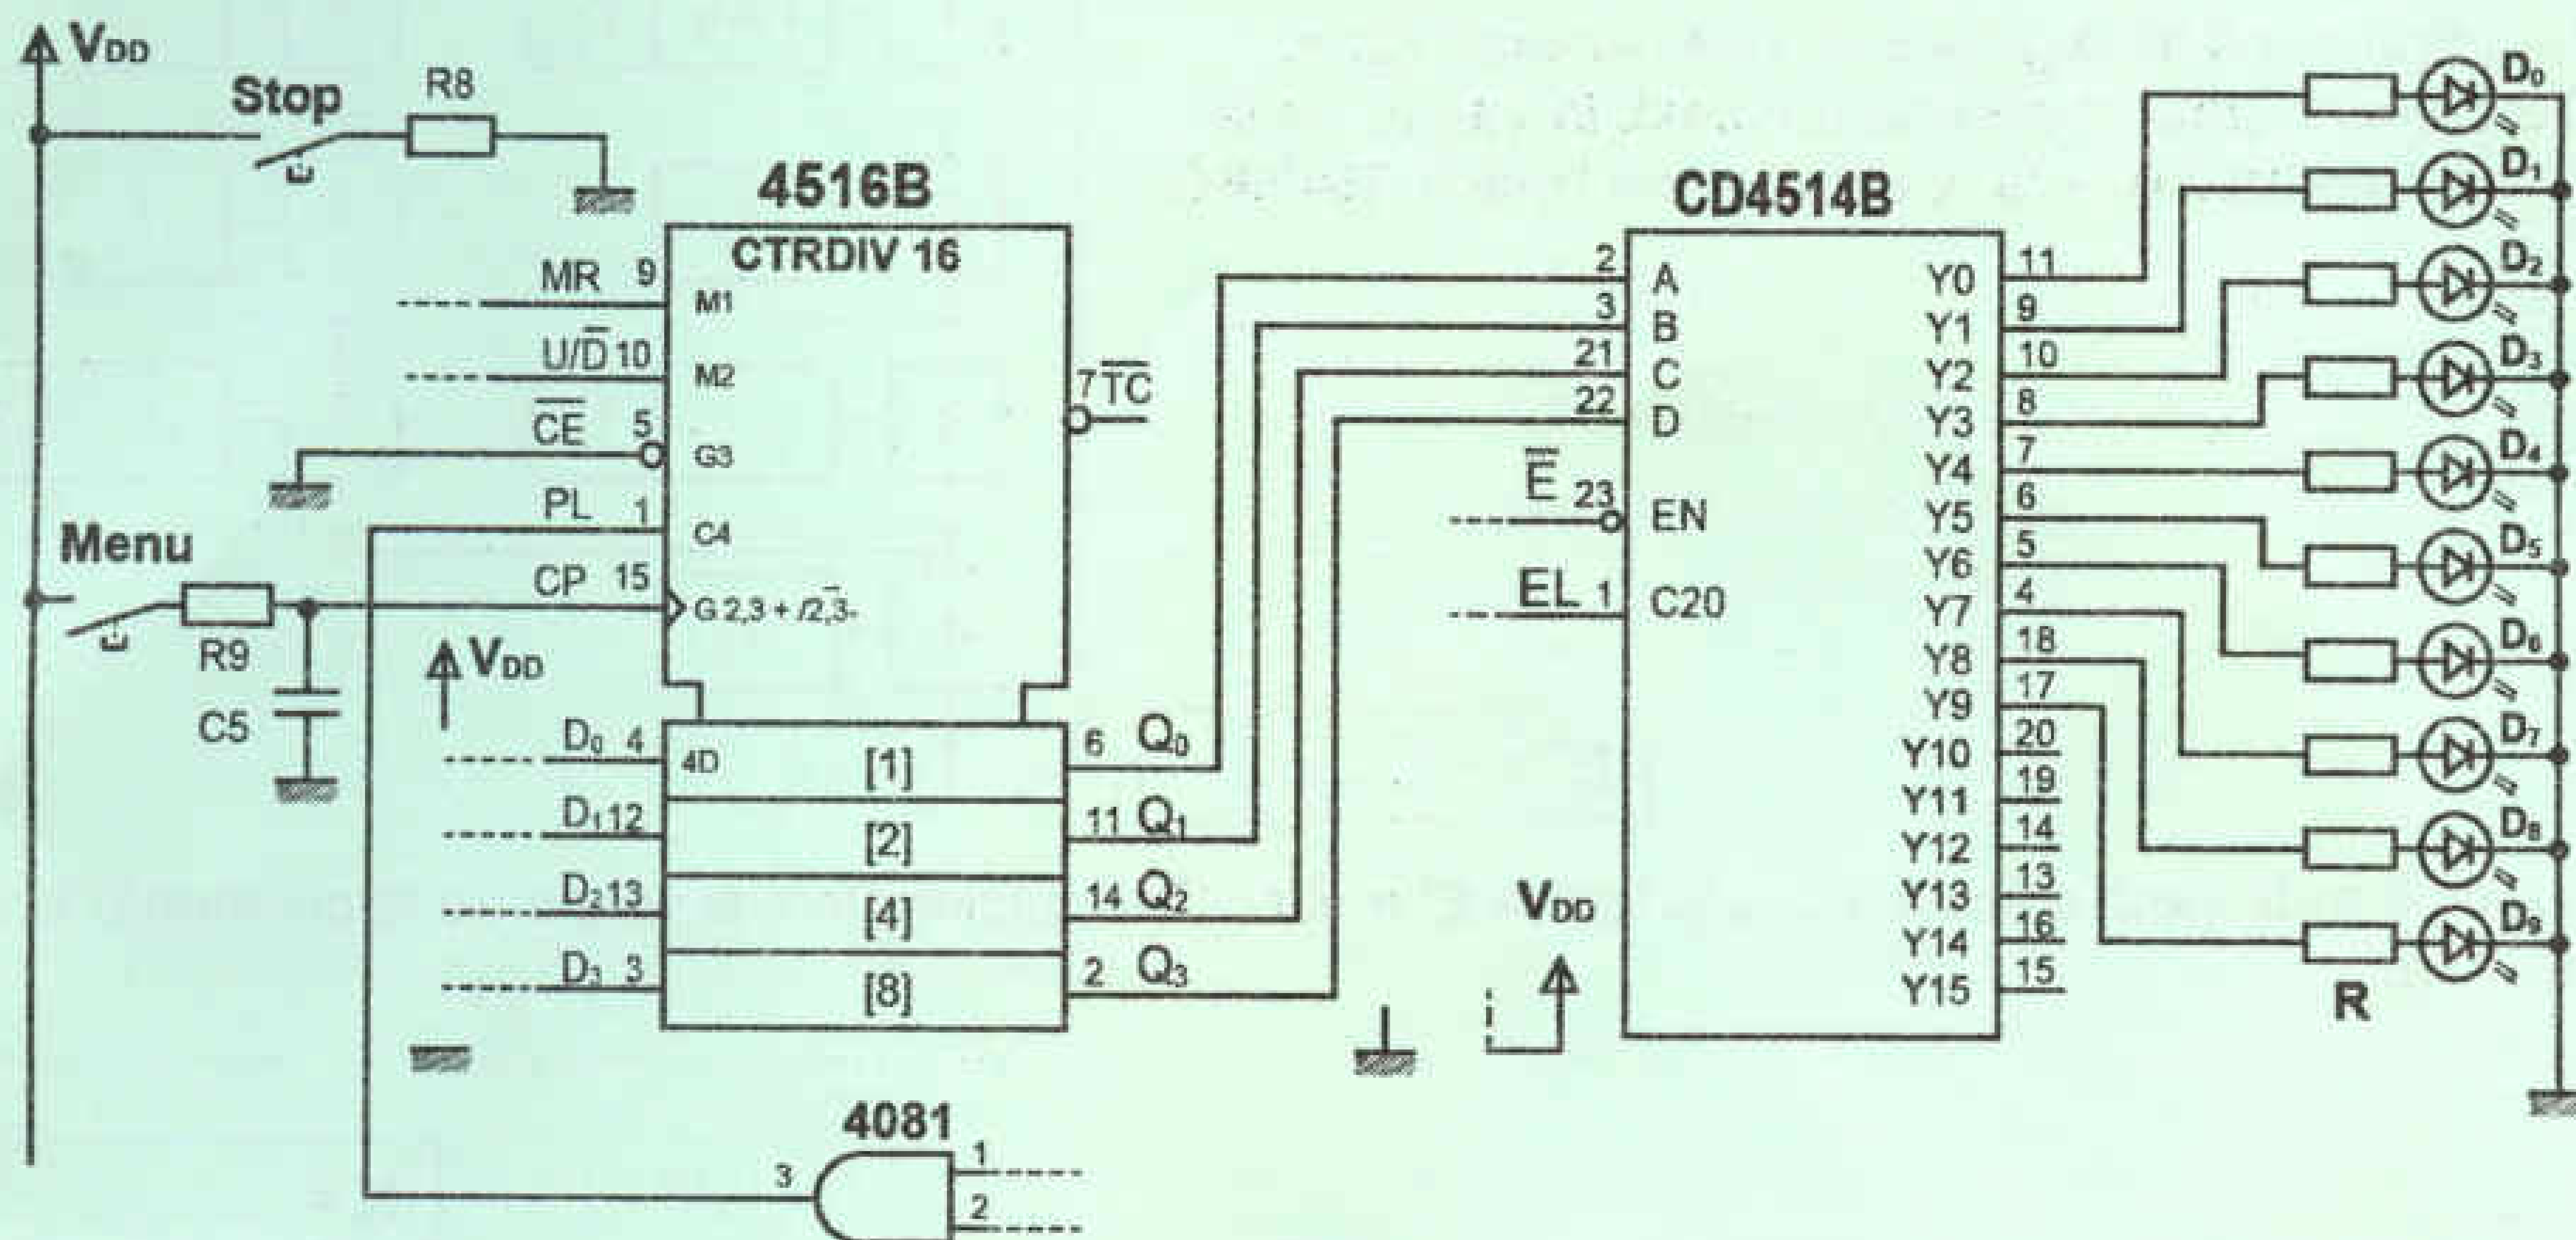 VDD
Stop
R8
4516B
CTRDIV 16
MR 9
M1
U/D̅ 10
M2
C̅E̅ 5
G3
PL 1
C4
CP 15
G 2,3 + /2,3̅-
7 T̅C̅
Menu
R9
C5
VDD
D₀ 4
4D
[1]
6 Q₀
D₁ 12
[2]
11 Q₁
D₂ 13
[4]
14 Q₂
D₃ 3
[8]
2 Q₃
4081
3
1
2
CD4514B
2 A
3 B
21 C
22 D
E̅ 23
EN
EL 1
C20
VDD
Y0 11
Y1 9
Y2 10
Y3 8
Y4 7
Y5 6
Y6 5
Y7 4
Y8 18
Y9 17
Y10 20
Y11 19
Y12 14
Y13 13
Y14 16
Y15 15
D₀
D₁
D₂
D₃
D₄
D₅
D₆
D₇
D₈
D₉
R